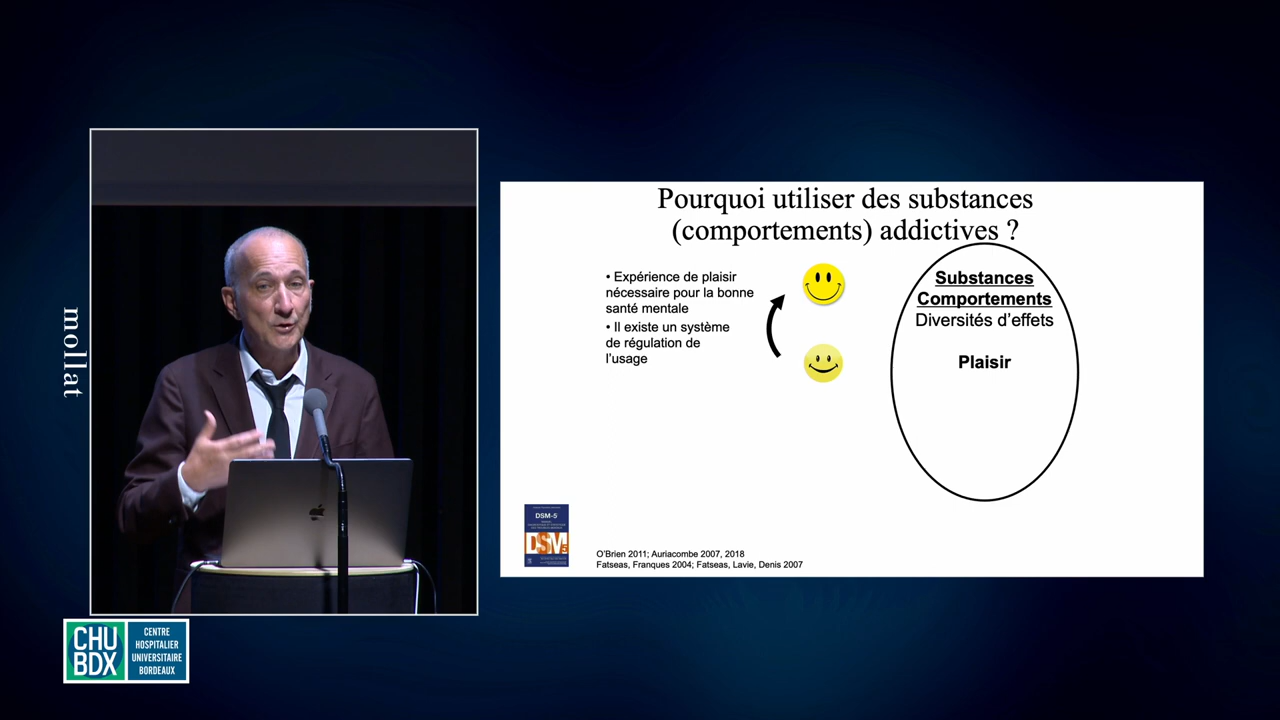 Pourquoi utiliser des substances
(comportements) addictives ?
• Expérience de plaisir
nécessaire pour la bonne
santé mentale
• Il existe un système
de régulation de
l'usage
Substances
Comportements
Diversités d'effets
Plaisir
DSM-5
DSM5
O'Brien 2011; Auriacombe 2007, 2018
Fatseas, Franques 2004; Fatseas, Lavie, Denis 2007
mollat
CHU
BDX
CENTRE
HOSPITALIER
UNIVERSITAIRE
BORDEAUX